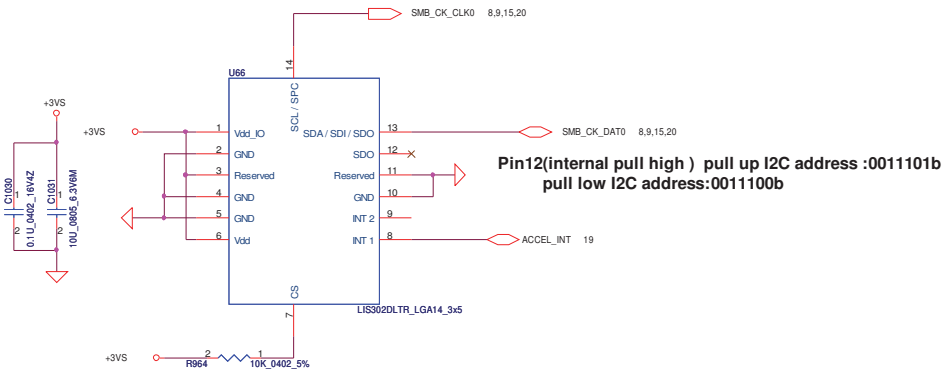 SMB_CK_CLK0 8,9,15,20
14
U66
SCL / SPC
+3VS
+3VS
1 Vdd_IO
SDA / SDI / SDO 13
SMB_CK_DAT0 8,9,15,20
2 GND
SDO 12
Pin12(internal pull high ) pull up I2C address :0011101b
pull low I2C address:0011100b
3 Reserved
Reserved 11
4 GND
GND 10
5 GND
INT 2 9
6 Vdd
INT 1 8
ACCEL_INT 19
C1030
1
2
0.1U_0402_16V4Z
C1031
1
2
10U_0805_6.3V6M
CS
7
LIS302DLTR_LGA14_3x5
+3VS
2
1
R964
10K_0402_5%